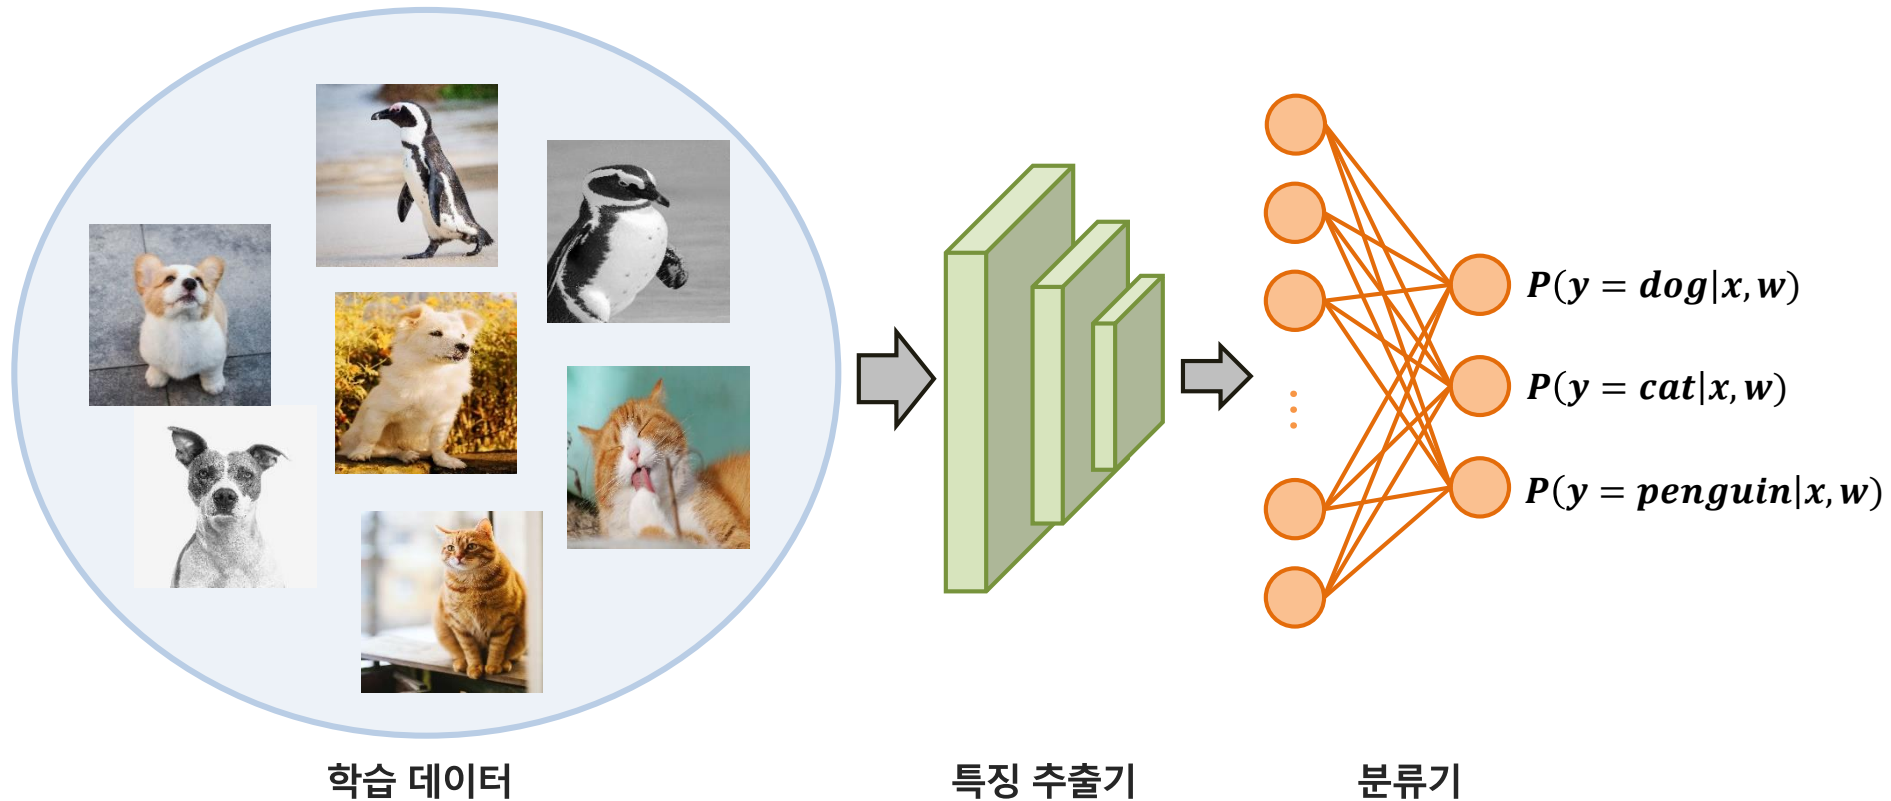 P(y = dog|x, w)
P(y = cat|x, w)
P(y = penguin|x, w)
학습 데이터
특징 추출기
분류기